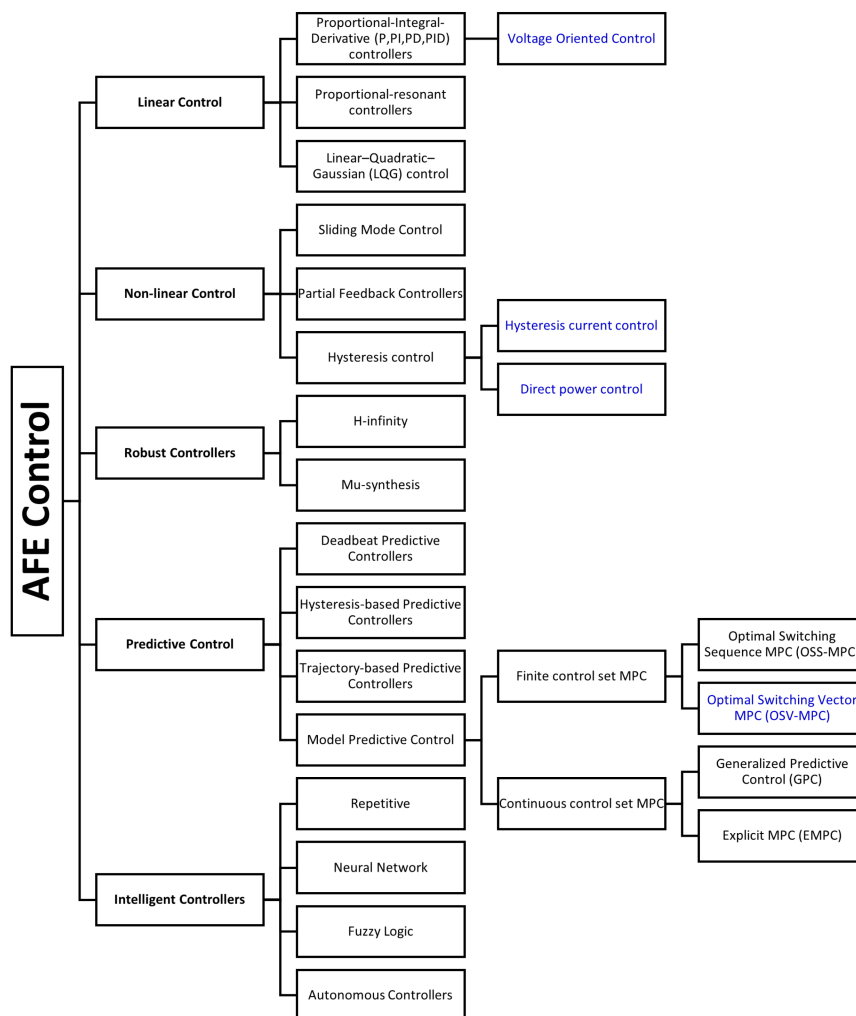 AFE Control
Linear Control
Proportional-Integral-
Derivative (P,PI,PD,PID)
controllers
Voltage Oriented Control
Proportional-resonant
controllers
Linear–Quadratic–
Gaussian (LQG) control
Non-linear Control
Sliding Mode Control
Partial Feedback Controllers
Hysteresis control
Hysteresis current control
Direct power control
Robust Controllers
H-infinity
Mu-synthesis
Predictive Control
Deadbeat Predictive
Controllers
Hysteresis-based Predictive
Controllers
Trajectory-based Predictive
Controllers
Model Predictive Control
Finite control set MPC
Optimal Switching
Sequence MPC (OSS-MPC
Optimal Switching Vector
MPC (OSV-MPC)
Continuous control set MPC
Generalized Predictive
Control (GPC)
Explicit MPC (EMPC)
Intelligent Controllers
Repetitive
Neural Network
Fuzzy Logic
Autonomous Controllers